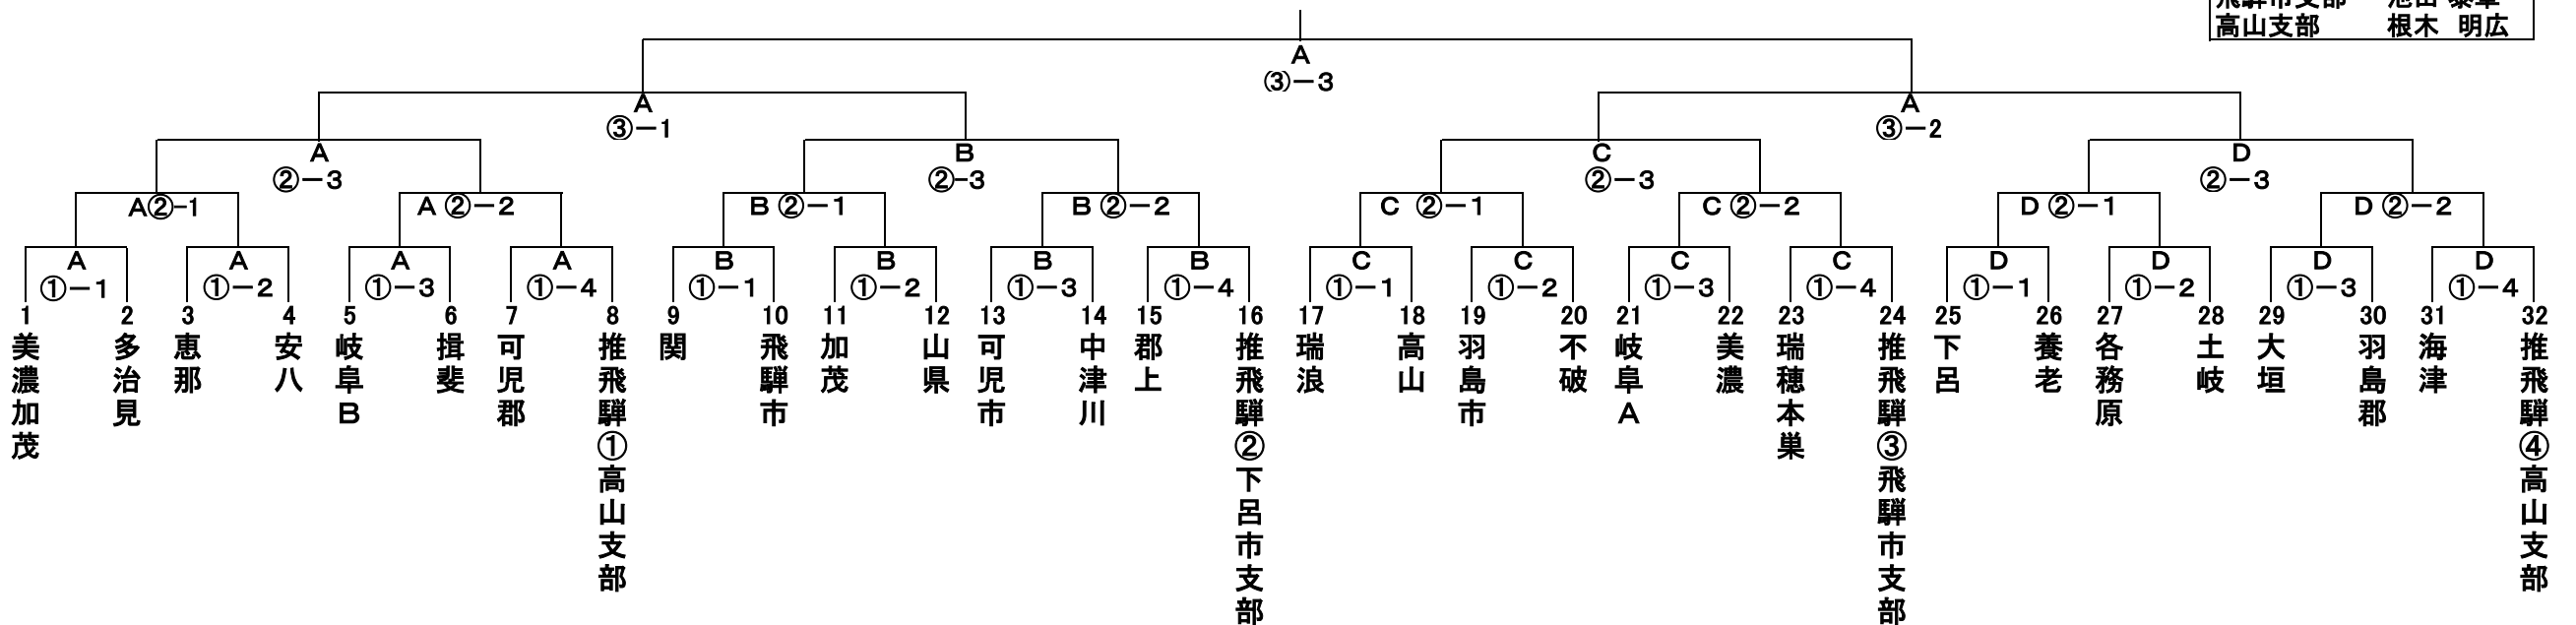 高山支部 根木 明広
A
③－3
A
③－1
A
③－2
A
②－3
B
②-3
C
②－3
D
②－3
A②-1
A ②－2
B ②－1
B ②－2
C ②－1
C ②－2
D ②－1
D ②－2
A
①－1
A
①－2
A
①－3
A
①－4
B
①－1
B
①－2
B
①－3
B
①－4
C
①－1
C
①－2
C
①－3
C
①－4
D
①－1
D
①－2
D
①－3
D
①－4
1
美濃加茂
2
多治見
3
恵那
4
安八
5
岐阜B
6
揖斐
7
可児郡
8
推飛騨①高山支部
9
関
10
飛騨市
11
加茂
12
山県
13
可児市
14
中津川
15
郡上
16
推飛騨②下呂市支部
17
瑞浪
18
高山
19
羽島市
20
不破
21
岐阜A
22
美濃
23
瑞穂本巣
24
推飛騨③飛騨市支部
25
下呂
26
養老
27
各務原
28
土岐
29
大垣
30
羽島郡
31
海津
32
推飛騨④高山支部